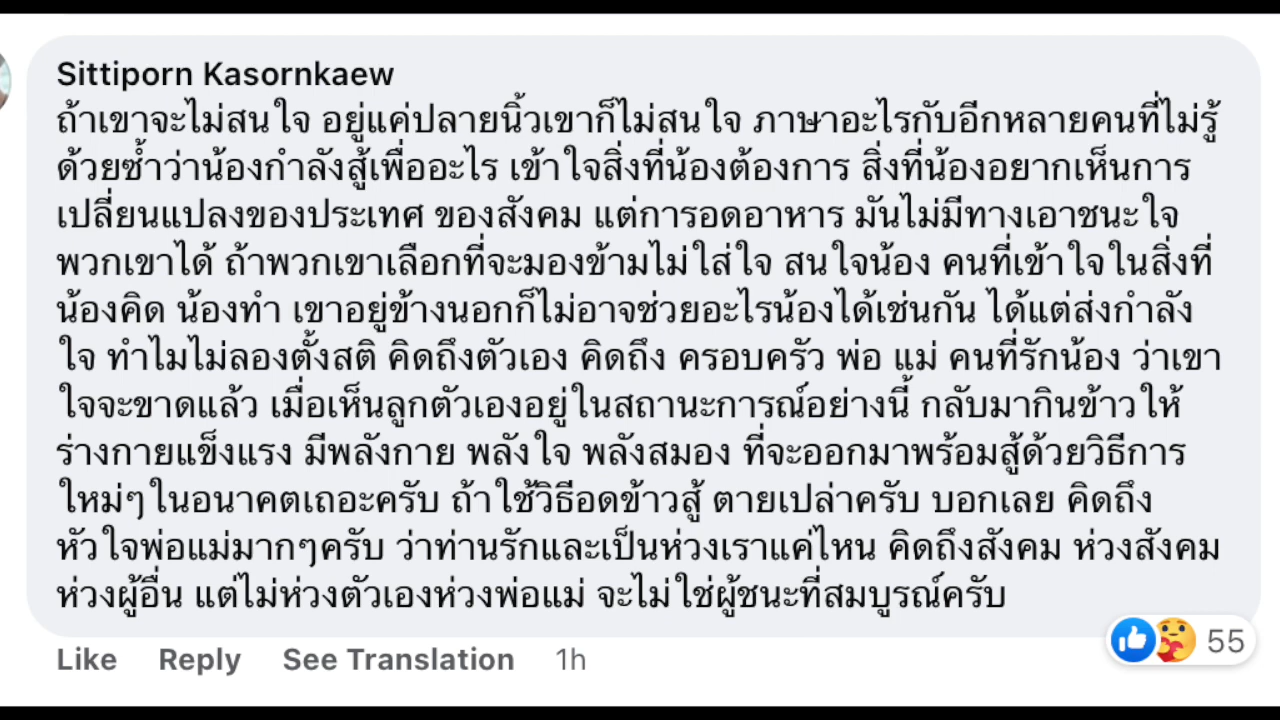 Sittiporn Kasornkaew
ถ้าเขาจะไม่สนใจ อยู่แค่ปลายนิ้วเขาก็ไม่สนใจ ภาษาอะไรกับอีกหลายคนที่ไม่รู้
ด้วยซ้ำว่าน้องกำลังสู้เพื่ออะไร เข้าใจสิ่งที่น้องต้องการ สิ่งที่น้องอยากเห็นการ
เปลี่ยนแปลงของประเทศ ของสังคม แต่การอดอาหาร มันไม่มีทางเอาชนะใจ
พวกเขาได้ ถ้าพวกเขาเลือกที่จะมองข้ามไม่ใส่ใจ สนใจน้อง คนที่เข้าใจในสิ่งที่
น้องคิด น้องทำ เขาอยู่ข้างนอกก็ไม่อาจช่วยอะไรน้องได้เช่นกัน ได้แต่ส่งกำลัง
ใจ ทำไมไม่ลองตั้งสติ คิดถึงตัวเอง คิดถึง ครอบครัว พ่อ แม่ คนที่รักน้อง ว่าเขา
ใจจะขาดแล้ว เมื่อเห็นลูกตัวเองอยู่ในสถานะการณ์อย่างนี้ กลับมากินข้าวให้
ร่างกายแข็งแรง มีพลังกาย พลังใจ พลังสมอง ที่จะออกมาพร้อมสู้ด้วยวิธีการ
ใหม่ๆในอนาคตเถอะครับ ถ้าใช้วิธีอดข้าวสู้ ตายเปล่าครับ บอกเลย คิดถึง
หัวใจพ่อแม่มากๆครับ ว่าท่านรักและเป็นห่วงเราแค่ไหน คิดถึงสังคม ห่วงสังคม
ห่วงผู้อื่น แต่ไม่ห่วงตัวเองห่วงพ่อแม่ จะไม่ใช่ผู้ชนะที่สมบูรณ์ครับ
55
Like Reply See Translation 1h